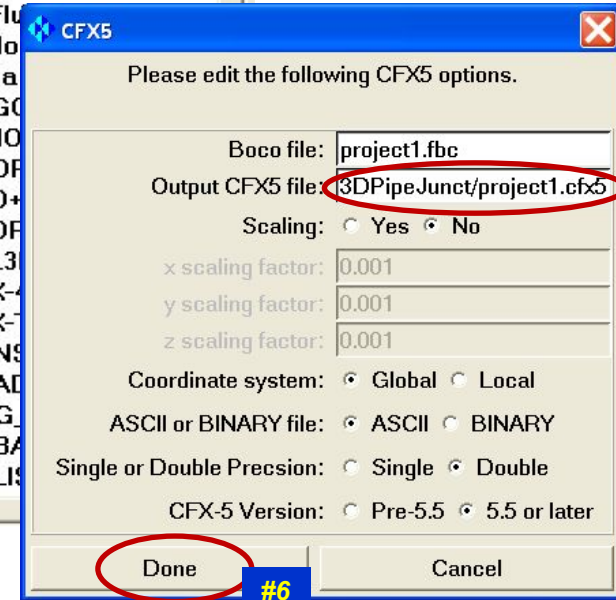 CFX5
Please edit the following CFX5 options.
Boco file: project1.fbc
Output CFX5 file: 3DPipeJunct/project1.cfx5
Scaling: Yes No
x scaling factor: 0.001
y scaling factor: 0.001
z scaling factor: 0.001
Coordinate system: Global Local
ASCII or BINARY file: ASCII BINARY
Single or Double Precsion: Single Double
CFX-5 Version: Pre-5.5 5.5 or later
Done Cancel
#6